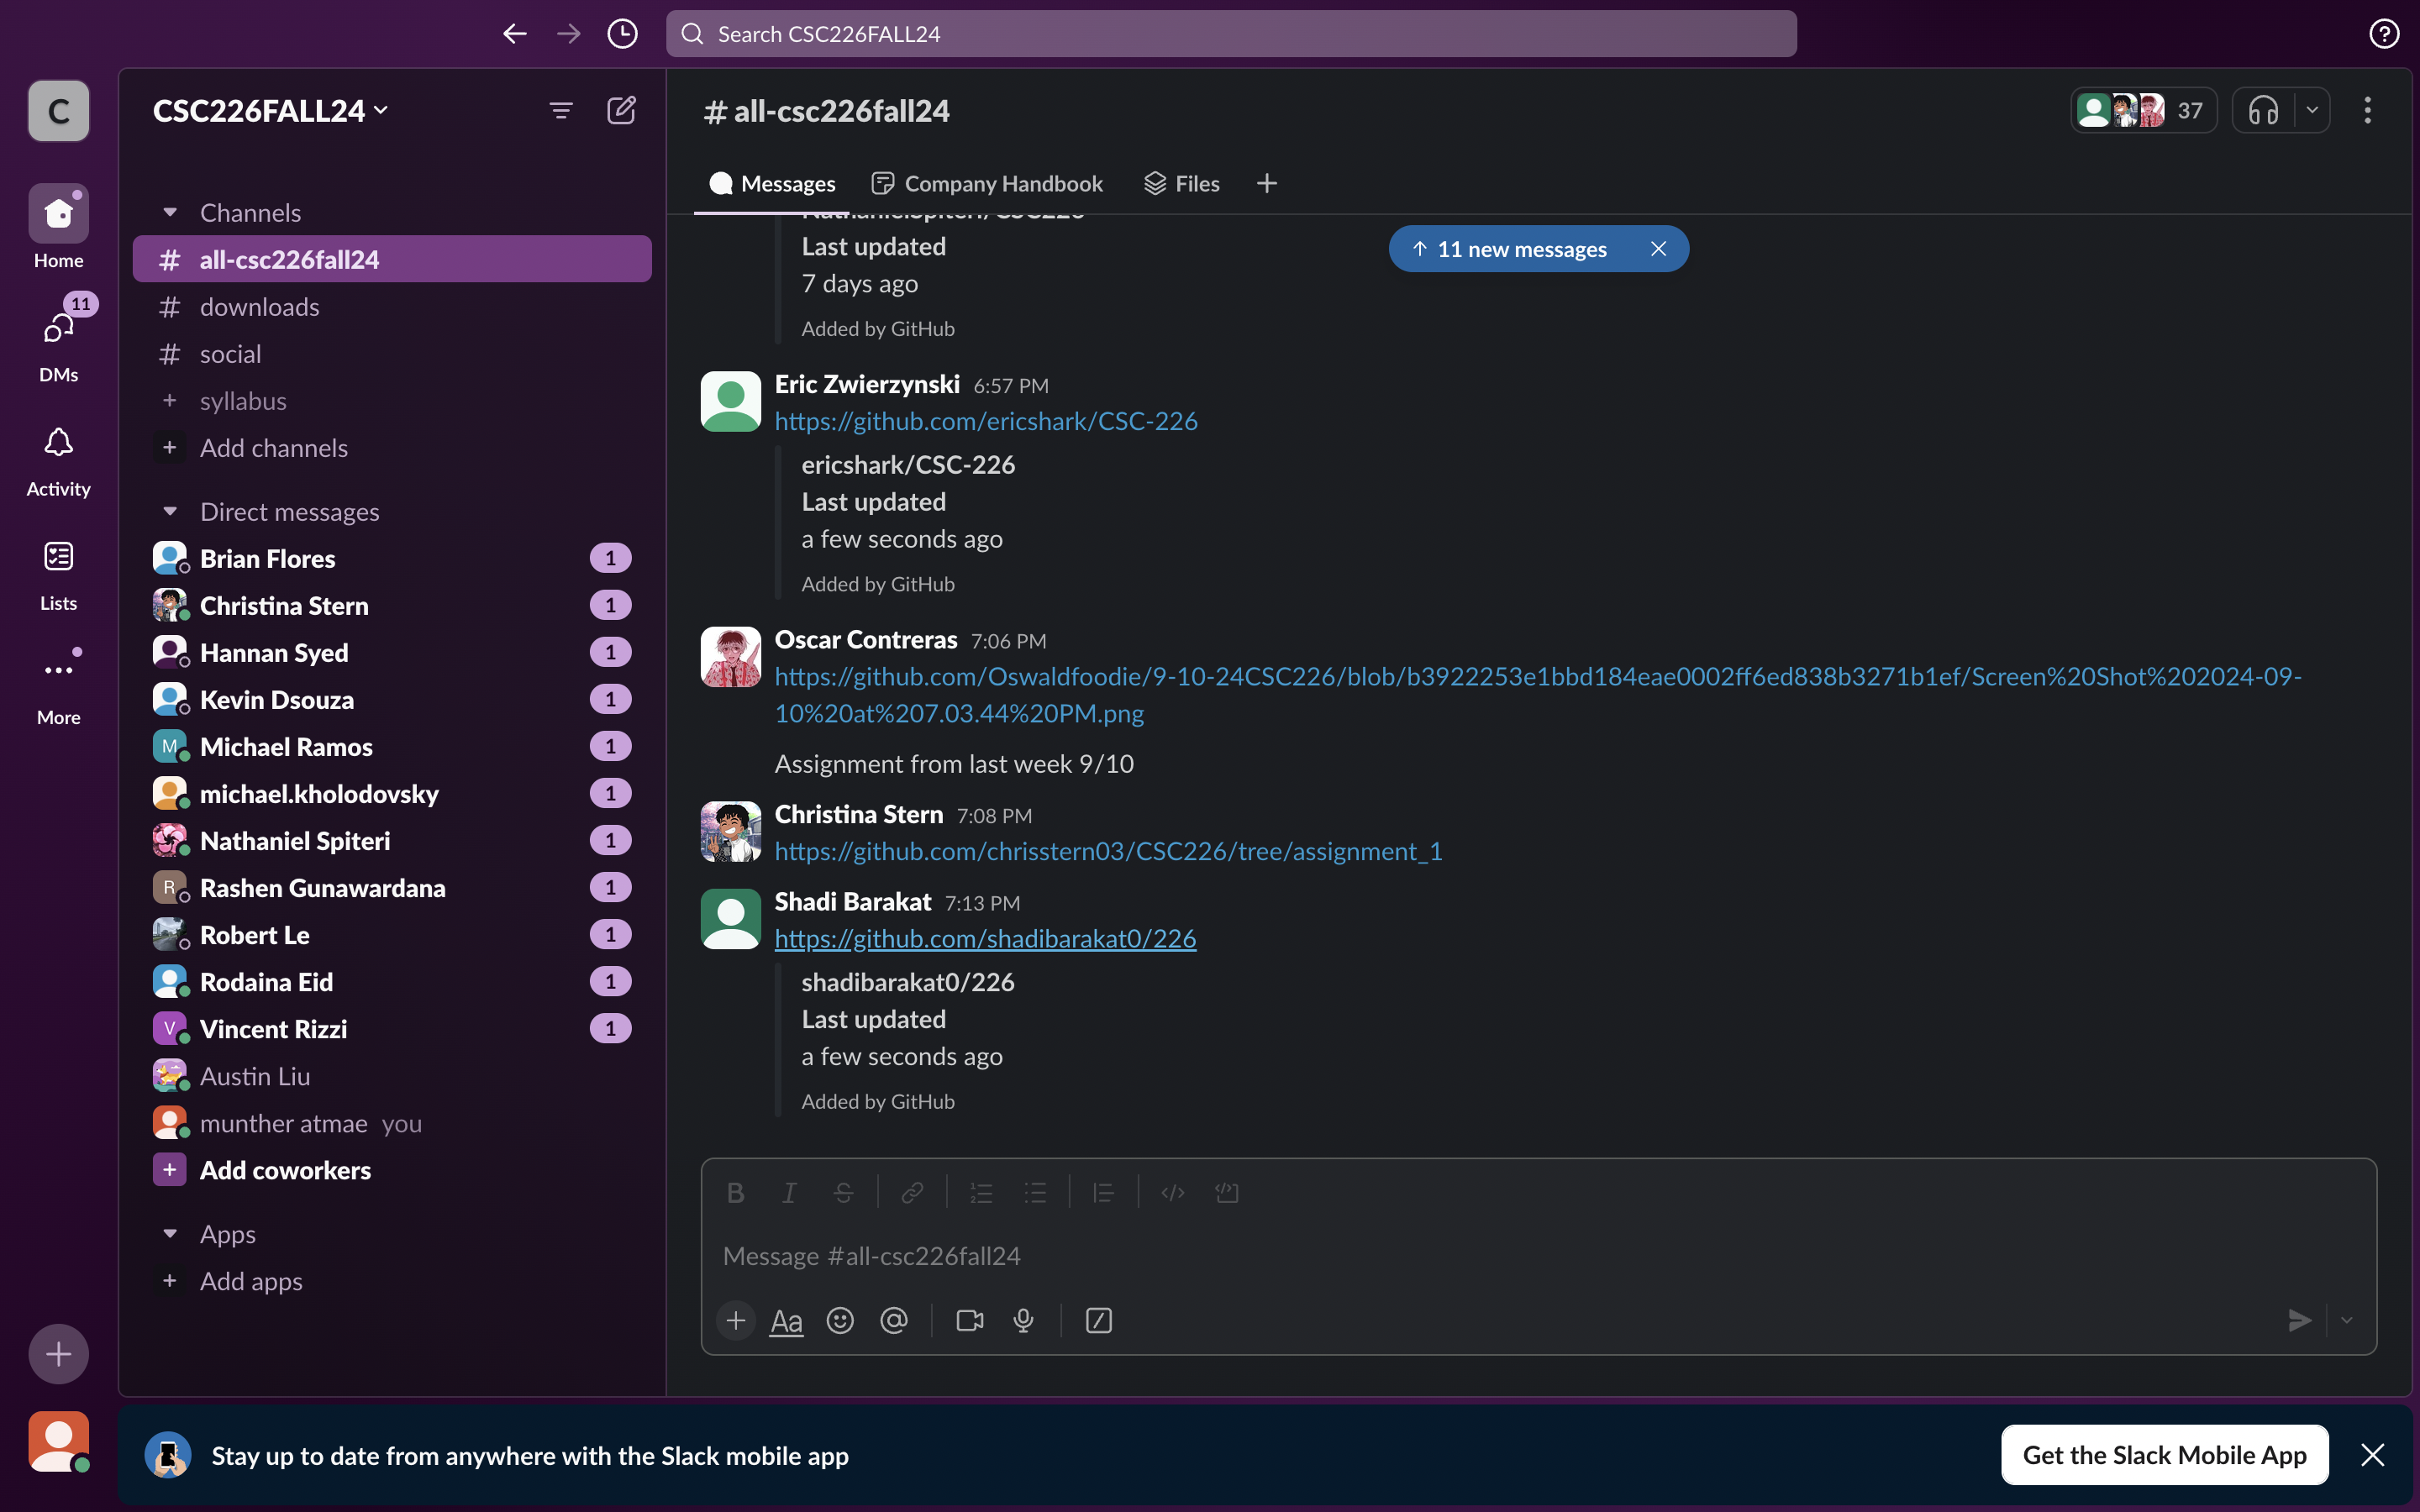 Search CSC226FALL24
C
Home
11
DMs
Activity
Lists
More
CSC226FALL24
Channels
# all-csc226fall24
# downloads
# social
+ syllabus
+ Add channels
Direct messages
Brian Flores 1
Christina Stern 1
Hannan Syed 1
Kevin Dsouza 1
M Michael Ramos 1
michael.kholodovsky 1
Nathaniel Spiteri 1
R Rashen Gunawardana 1
Robert Le 1
Rodaina Eid 1
V Vincent Rizzi 1
Austin Liu
munther atmae you
+ Add coworkers
Apps
+ Add apps
# all-csc226fall24
37
Messages Company Handbook Files +
↑ 11 new messages
NathanielSpiteri/CSC226
Last updated
7 days ago
Added by GitHub
Eric Zwierzynski 6:57 PM
https://github.com/ericshark/CSC-226
ericshark/CSC-226
Last updated
a few seconds ago
Added by GitHub
Oscar Contreras 7:06 PM
https://github.com/Oswaldfoodie/9-10-24CSC226/blob/b3922253e1bbd184eae0002ff6ed838b3271b1ef/Screen%20Shot%202024-09-
10%20at%207.03.44%20PM.png
Assignment from last week 9/10
Christina Stern 7:08 PM
https://github.com/chrisstern03/CSC226/tree/assignment_1
Shadi Barakat 7:13 PM
https://github.com/shadibarakat0/226
shadibarakat0/226
Last updated
a few seconds ago
Added by GitHub
B I S
Message #all-csc226fall24
+ Aa @
Stay up to date from anywhere with the Slack mobile app
Get the Slack Mobile App